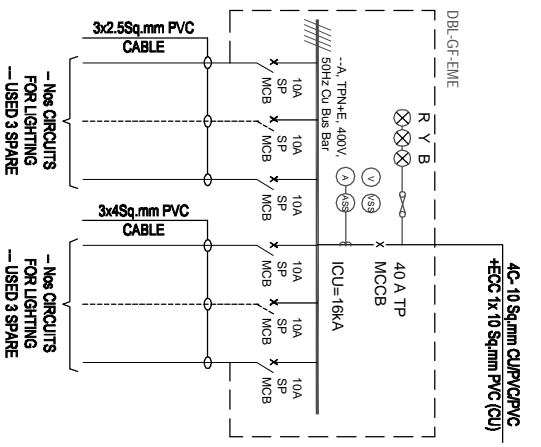 3x2.5Sq.mm PVC
CABLE
– Nos CIRCUITS
FOR LIGHTING
--- USED 3 SPARE
10A
SP
MCB
10A
SP
MCB
10A
SP
MCB
3x4Sq.mm PVC
CABLE
– Nos CIRCUITS
FOR LIGHTING
--- USED 3 SPARE
10A
SP
MCB
10A
SP
MCB
10A
SP
MCB
--A, TPN+E, 400V,
50Hz Cu Bus Bar
DBL-GF-EME
R Y B
V
VSS
A
ASS
40 A TP
MCCB
ICU=16kA
4C- 10 Sq.mm CU/PVC/PVC
+ECC 1x 10 Sq.mm PVC (CU)